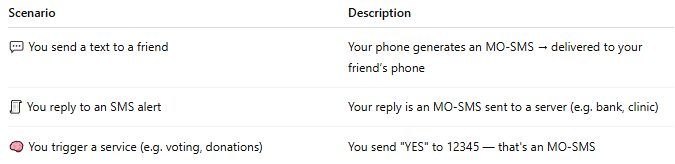 Scenario Description
💬 You send a text to a friend Your phone generates an MO-SMS → delivered to your
friend's phone
🧾 You reply to an SMS alert Your reply is an MO-SMS sent to a server (e.g. bank, clinic)
🧠 You trigger a service (e.g. voting, donations) You send "YES" to 12345 — that's an MO-SMS